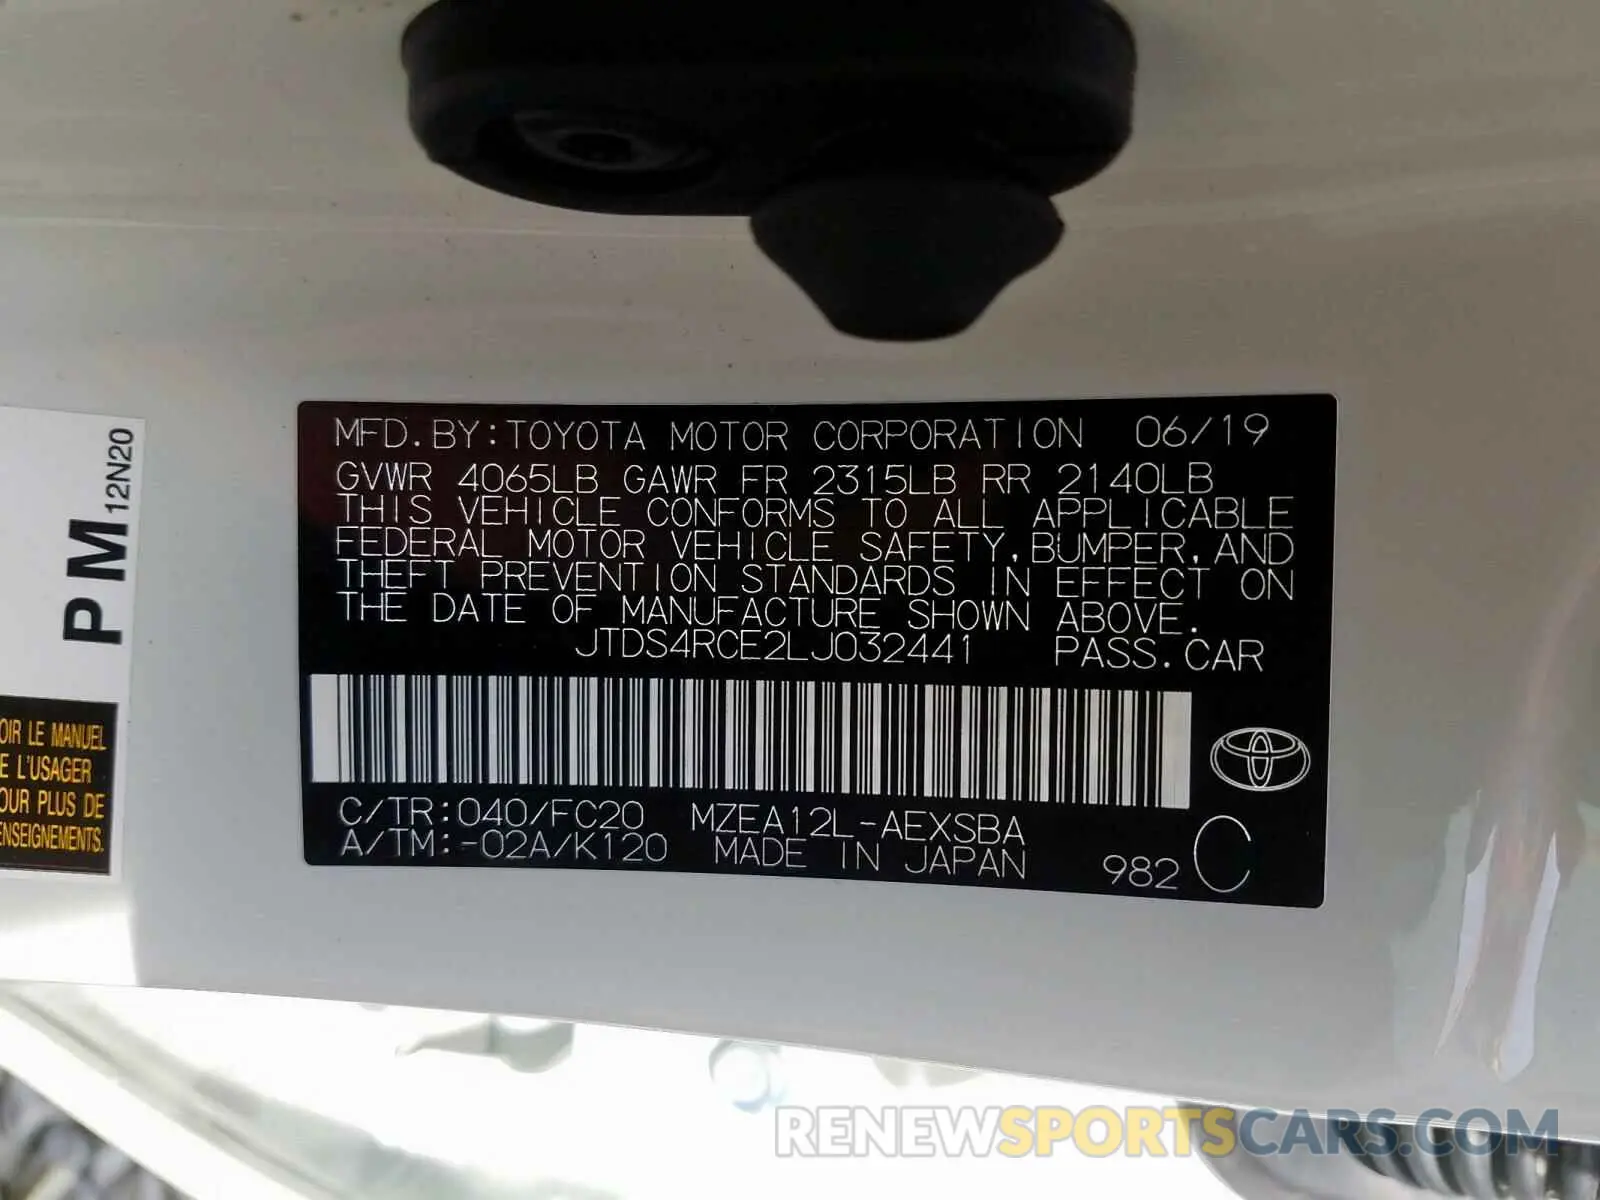 MFD.BY:TOYOTA MOTOR CORPORATION 06/19
GVWR 4065LB GAWR FR 2315LB RR 2140LB
THIS VEHICLE CONFORMS TO ALL APPLICABLE
FEDERAL MOTOR VEHICLE SAFETY,BUMPER,AND
THEFT PREVENTION STANDARDS IN EFFECT ON
THE DATE OF MANUFACTURE SHOWN ABOVE.
JTDS4RCE2LJ032441 PASS.CAR
C/TR:040/FC20 MZEA12L-AEXSBA
A/TM:-02A/K120 MADE IN JAPAN 982 C
PM 12N20
OIR LE MANUEL
E L'USAGER
OUR PLUS DE
ENSEIGNEMENTS.
RENEWSPORTSCARS.COM